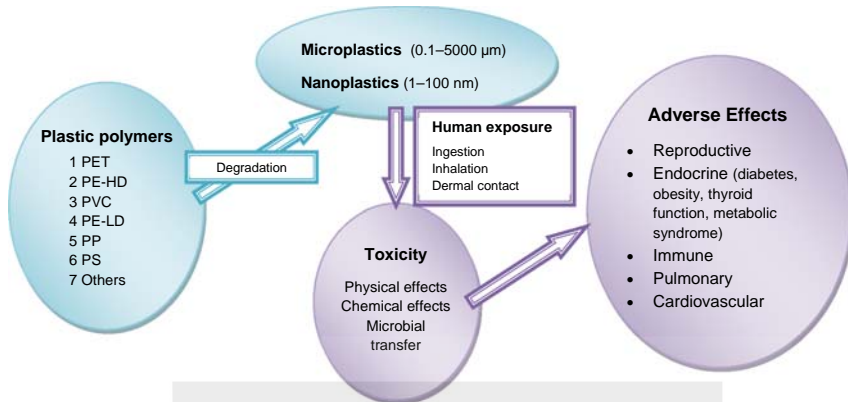 Microplastics (0.1–5000 µm)
Nanoplastics (1–100 nm)
Plastic polymers
1 PET
2 PE-HD
3 PVC
4 PE-LD
5 PP
6 PS
7 Others
Degradation
Human exposure
Ingestion
Inhalation
Dermal contact
Toxicity
Physical effects
Chemical effects
Microbial
transfer
Adverse Effects
• Reproductive
• Endocrine (diabetes,
obesity, thyroid
function, metabolic
syndrome)
• Immune
• Pulmonary
• Cardiovascular